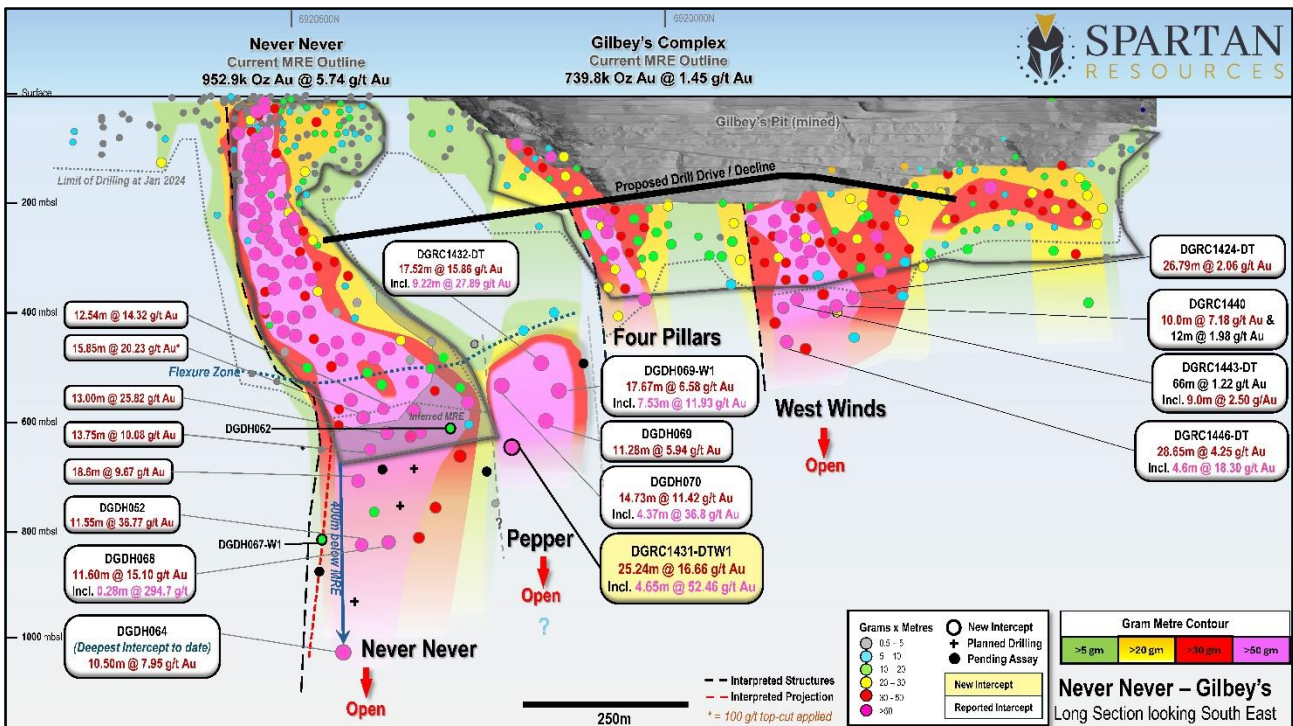 6920500N
6920000N
Never Never
Current MRE Outline
952.9k Oz Au @ 5.74 g/t Au
Gilbey's Complex
Current MRE Outline
739.8k Oz Au @ 1.45 g/t Au
SPARTAN
RESOURCES
Surface
Gilbey's Pit (mined)
Limit of Drilling at Jan 2024
Proposed Drill Drive / Decline
200 mbsl
DGRC1432-DT
17.52m @ 15.86 g/t Au
Incl. 9.22m @ 27.89 g/t Au
DGRC1424-DT
26.79m @ 2.06 g/t Au
400 mbsl
12.54m @ 14.32 g/t Au
15.85m @ 20.23 g/t Au*
Flexure Zone
Four Pillars
DGRC1440
10.0m @ 7.18 g/t Au &
12m @ 1.98 g/t Au
DGDH069-W1
17.67m @ 6.58 g/t Au
Incl. 7.53m @ 11.93 g/t Au
DGRC1443-DT
66m @ 1.22 g/t Au
Incl. 9.0m @ 2.50 g/Au
13.00m @ 25.82 g/t Au
Inferred MRE
West Winds
600 mbsl
DGDH062
DGDH069
11.28m @ 5.94 g/t Au
Open
DGRC1446-DT
28.65m @ 4.25 g/t Au
Incl. 4.6m @ 18.30 g/t Au
13.75m @ 10.08 g/t Au
18.6m @ 9.67 g/t Au
DGDH070
14.73m @ 11.42 g/t Au
Incl. 4.37m @ 36.8 g/t Au
400m below MRE
?
DGDH052
11.55m @ 36.77 g/t Au
800 mbsl
DGDH067-W1
Pepper
Open
?
DGRC1431-DTW1
25.24m @ 16.66 g/t Au
Incl. 4.65m @ 52.46 g/t Au
DGDH068
11.60m @ 15.10 g/t Au
Incl. 0.28m @ 294.7 g/t
1000 mbsl
DGDH064
(Deepest Intercept to date)
10.50m @ 7.95 g/t Au
Never Never
Open
Interpreted Structures
Interpreted Projection
* = 100 g/t top-cut applied
250m
Grams x Metres
0.5 – 5
5 – 10
10 – 20
20 – 30
30 – 50
>50
New Intercept
Planned Drilling
Pending Assay
New Intercept
Reported Intercept
Gram Metre Contour
>5 gm
>20 gm
>30 gm
>50 gm
Never Never – Gilbey's
Long Section looking South East